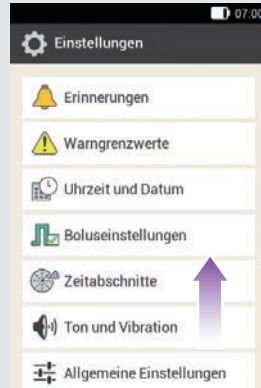 07:00
Einstellungen
Erinnerungen
Warngrenzwerte
Uhrzeit und Datum
Boluseinstellungen
Zeitabschnitte
Ton und Vibration
Allgemeine Einstellungen